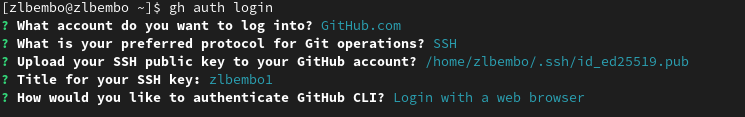 [zlbembo@zlbembo ~]$ gh auth login
? What account do you want to log into? GitHub.com
? What is your preferred protocol for Git operations? SSH
? Upload your SSH public key to your GitHub account? /home/zlbembo/.ssh/id_ed25519.pub
? Title for your SSH key: zlbembo1
? How would you like to authenticate GitHub CLI? Login with a web browser